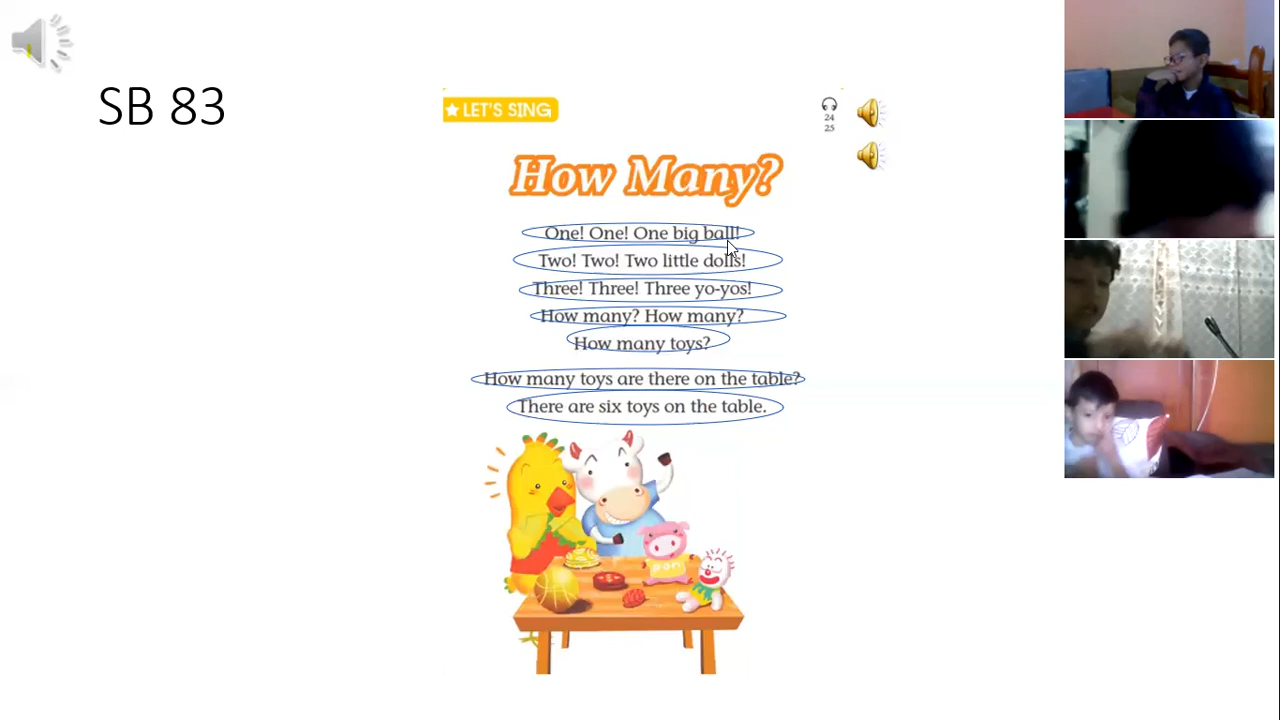 SB 83
LET'S SING
24
25
How Many?
One! One! One big ball!
Two! Two! Two little dolls!
Three! Three! Three yo-yos!
How many? How many?
How many toys?
How many toys are there on the table?
There are six toys on the table.